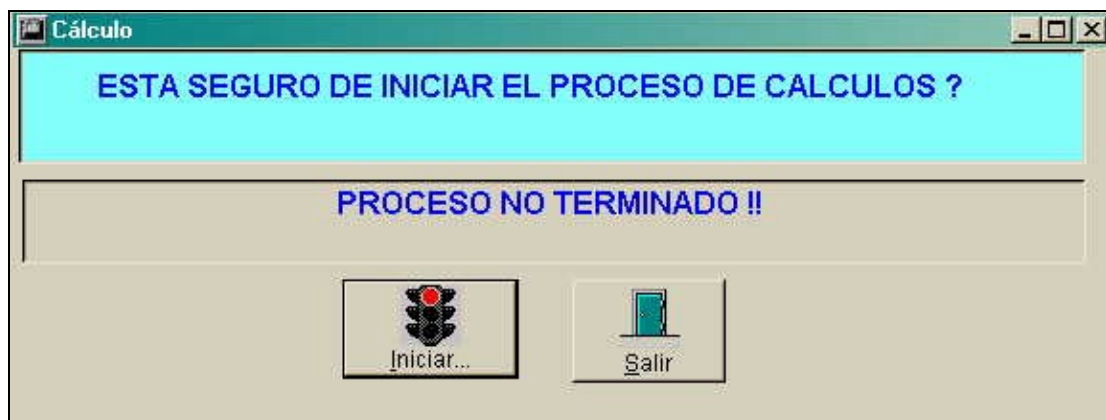 Cálculo
ESTA SEGURO DE INICIAR EL PROCESO DE CALCULOS ?
PROCESO NO TERMINADO !!
Iniciar...
Salir